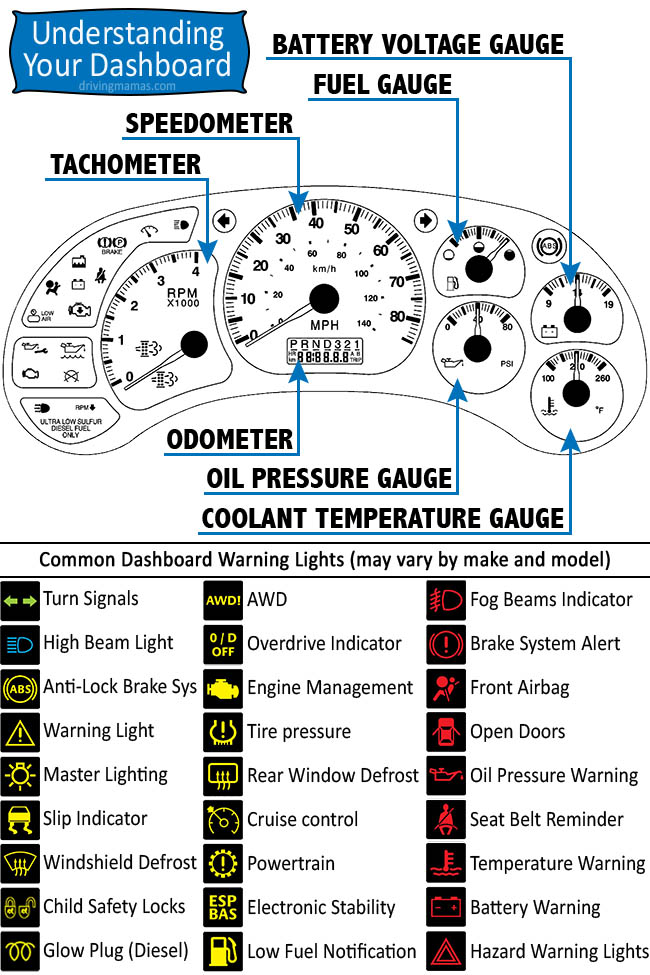 Understanding
Your Dashboard
drivingmamas.com
BATTERY VOLTAGE GAUGE
FUEL GAUGE
SPEEDOMETER
TACHOMETER
BRAKE
LOW
AIR
RPM
X1000
0
1
2
3
4
RPM
ULTRA LOW SULFUR
DIESEL FUEL
ONLY
0
10
20
30
40
50
60
70
80
0
20
40
60
80
100
120
140
km/h
MPH
PRND321
ABS
9
19
0
80
PSI
100
210
260
°F
ODOMETER
OIL PRESSURE GAUGE
COOLANT TEMPERATURE GAUGE
Common Dashboard Warning Lights (may vary by make and model)
Turn Signals
AWD! AWD
Fog Beams Indicator
High Beam Light
O/D
OFF
Overdrive Indicator
Brake System Alert
ABS Anti-Lock Brake Sys
Engine Management
Front Airbag
Warning Light
Tire pressure
Open Doors
Master Lighting
Rear Window Defrost
Oil Pressure Warning
Slip Indicator
Cruise control
Seat Belt Reminder
Windshield Defrost
Powertrain
Temperature Warning
Child Safety Locks
ESP
BAS
Electronic Stability
Battery Warning
Glow Plug (Diesel)
Low Fuel Notification
Hazard Warning Lights